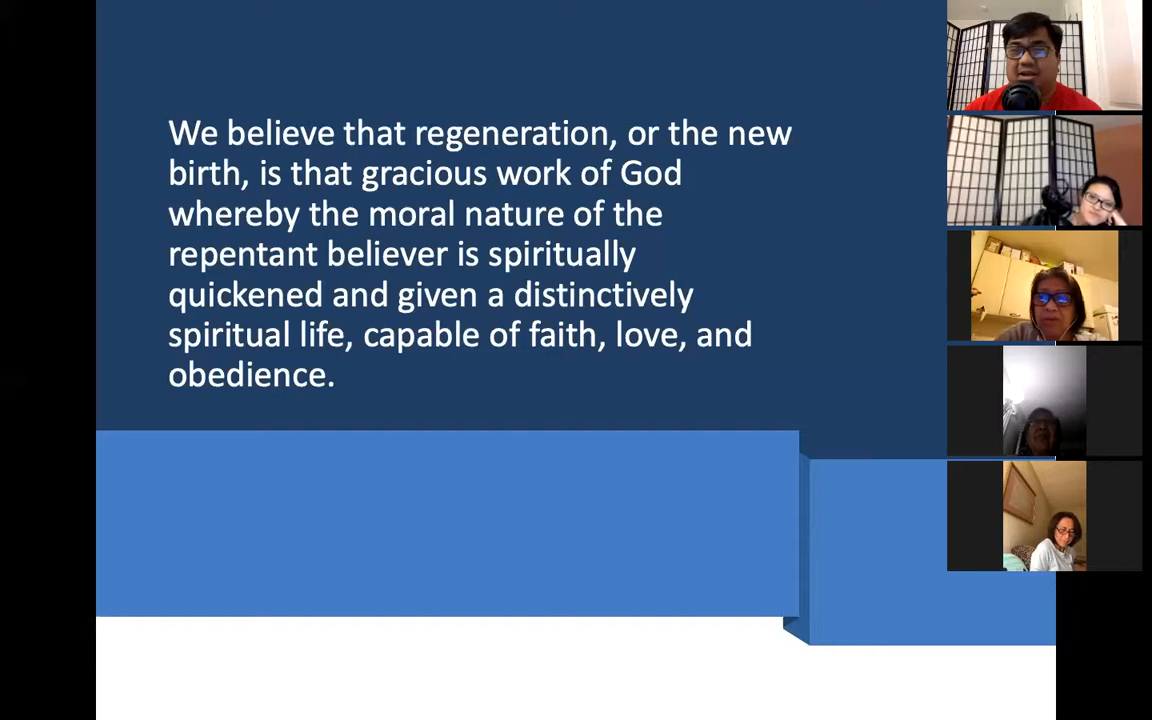 We believe that regeneration, or the new
birth, is that gracious work of God
whereby the moral nature of the
repentant believer is spiritually
quickened and given a distinctively
spiritual life, capable of faith, love, and
obedience.